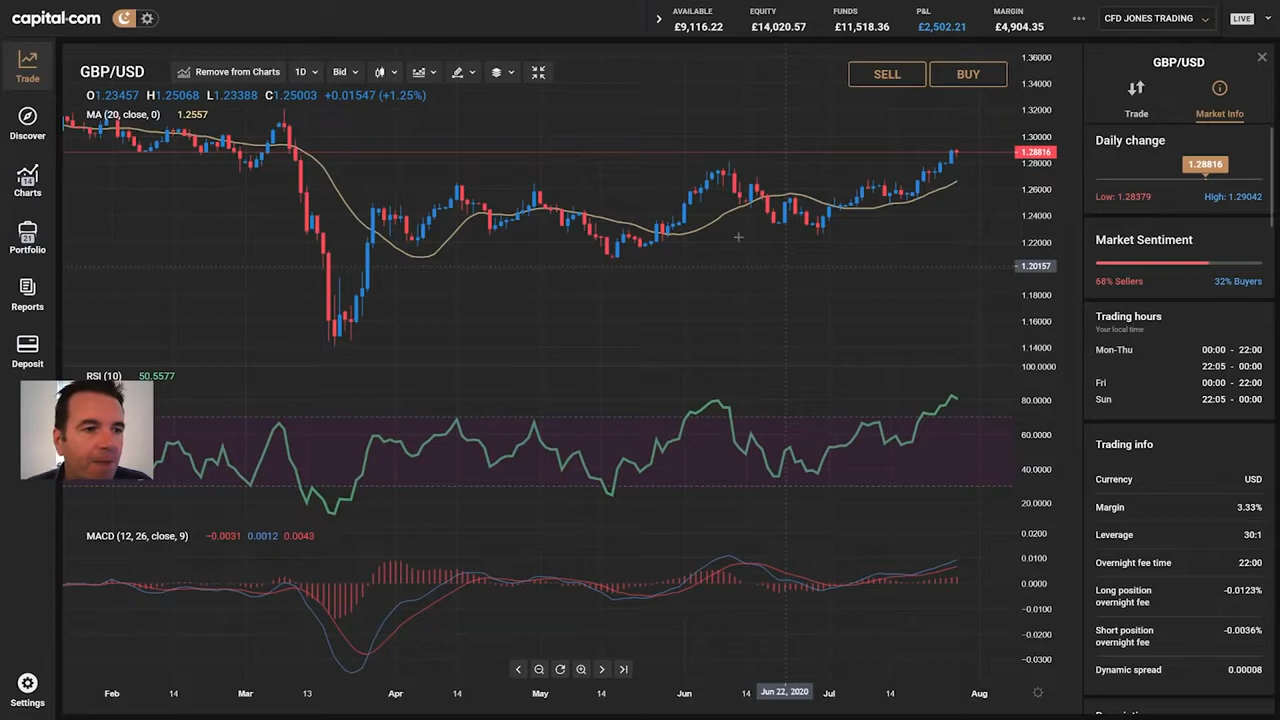 capital.com
AVAILABLE
£9,116.22
EQUITY
£14,020.57
FUNDS
£11,518.36
P&L
£2,502.21
MARGIN
£4,904.35
CFD JONES TRADING
LIVE
Trade
Discover
14
Charts
21
Portfolio
Reports
Deposit
Settings
GBP/USD
Remove from Charts
1D
Bid
SELL
BUY
O1.23457 H1.25068 L1.23388 C1.25003 +0.01547 (+1.25%)
MA (20, close, 0) 1.2557
1.36000
1.34000
1.32000
1.30000
1.28816
1.28000
1.26000
1.24000
1.22000
1.20157
1.18000
1.16000
1.14000
RSI (10) 50.5577
100.0000
80.0000
60.0000
40.0000
20.0000
MACD (12, 26, close, 9) −0.0031 0.0012 0.0043
0.0200
0.0100
0.0000
−0.0100
−0.0200
−0.0300
Feb 14 Mar 13 Apr 14 May 14 Jun 14 Jun 22, 2020 Jul 14 Aug
GBP/USD
Trade
Market Info
Daily change
1.28816
Low: 1.28379
High: 1.29042
Market Sentiment
68% Sellers
32% Buyers
Trading hours
Your local time
Mon-Thu 00:00 - 22:00
22:05 - 00:00
Fri 00:00 - 22:00
Sun 22:05 - 00:00
Trading info
Currency USD
Margin 3.33%
Leverage 30:1
Overnight fee time 22:00
Long position overnight fee -0.0123%
Short position overnight fee -0.0036%
Dynamic spread 0.00008